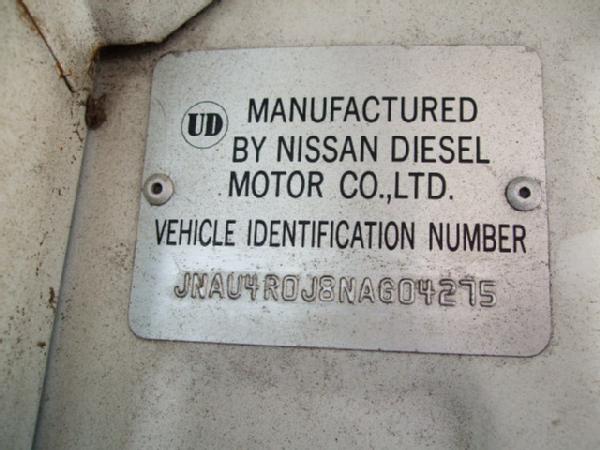 UD
MANUFACTURED
BY NISSAN DIESEL
MOTOR CO.,LTD.
VEHICLE IDENTIFICATION NUMBER
JNAU4R0J8NAG04275